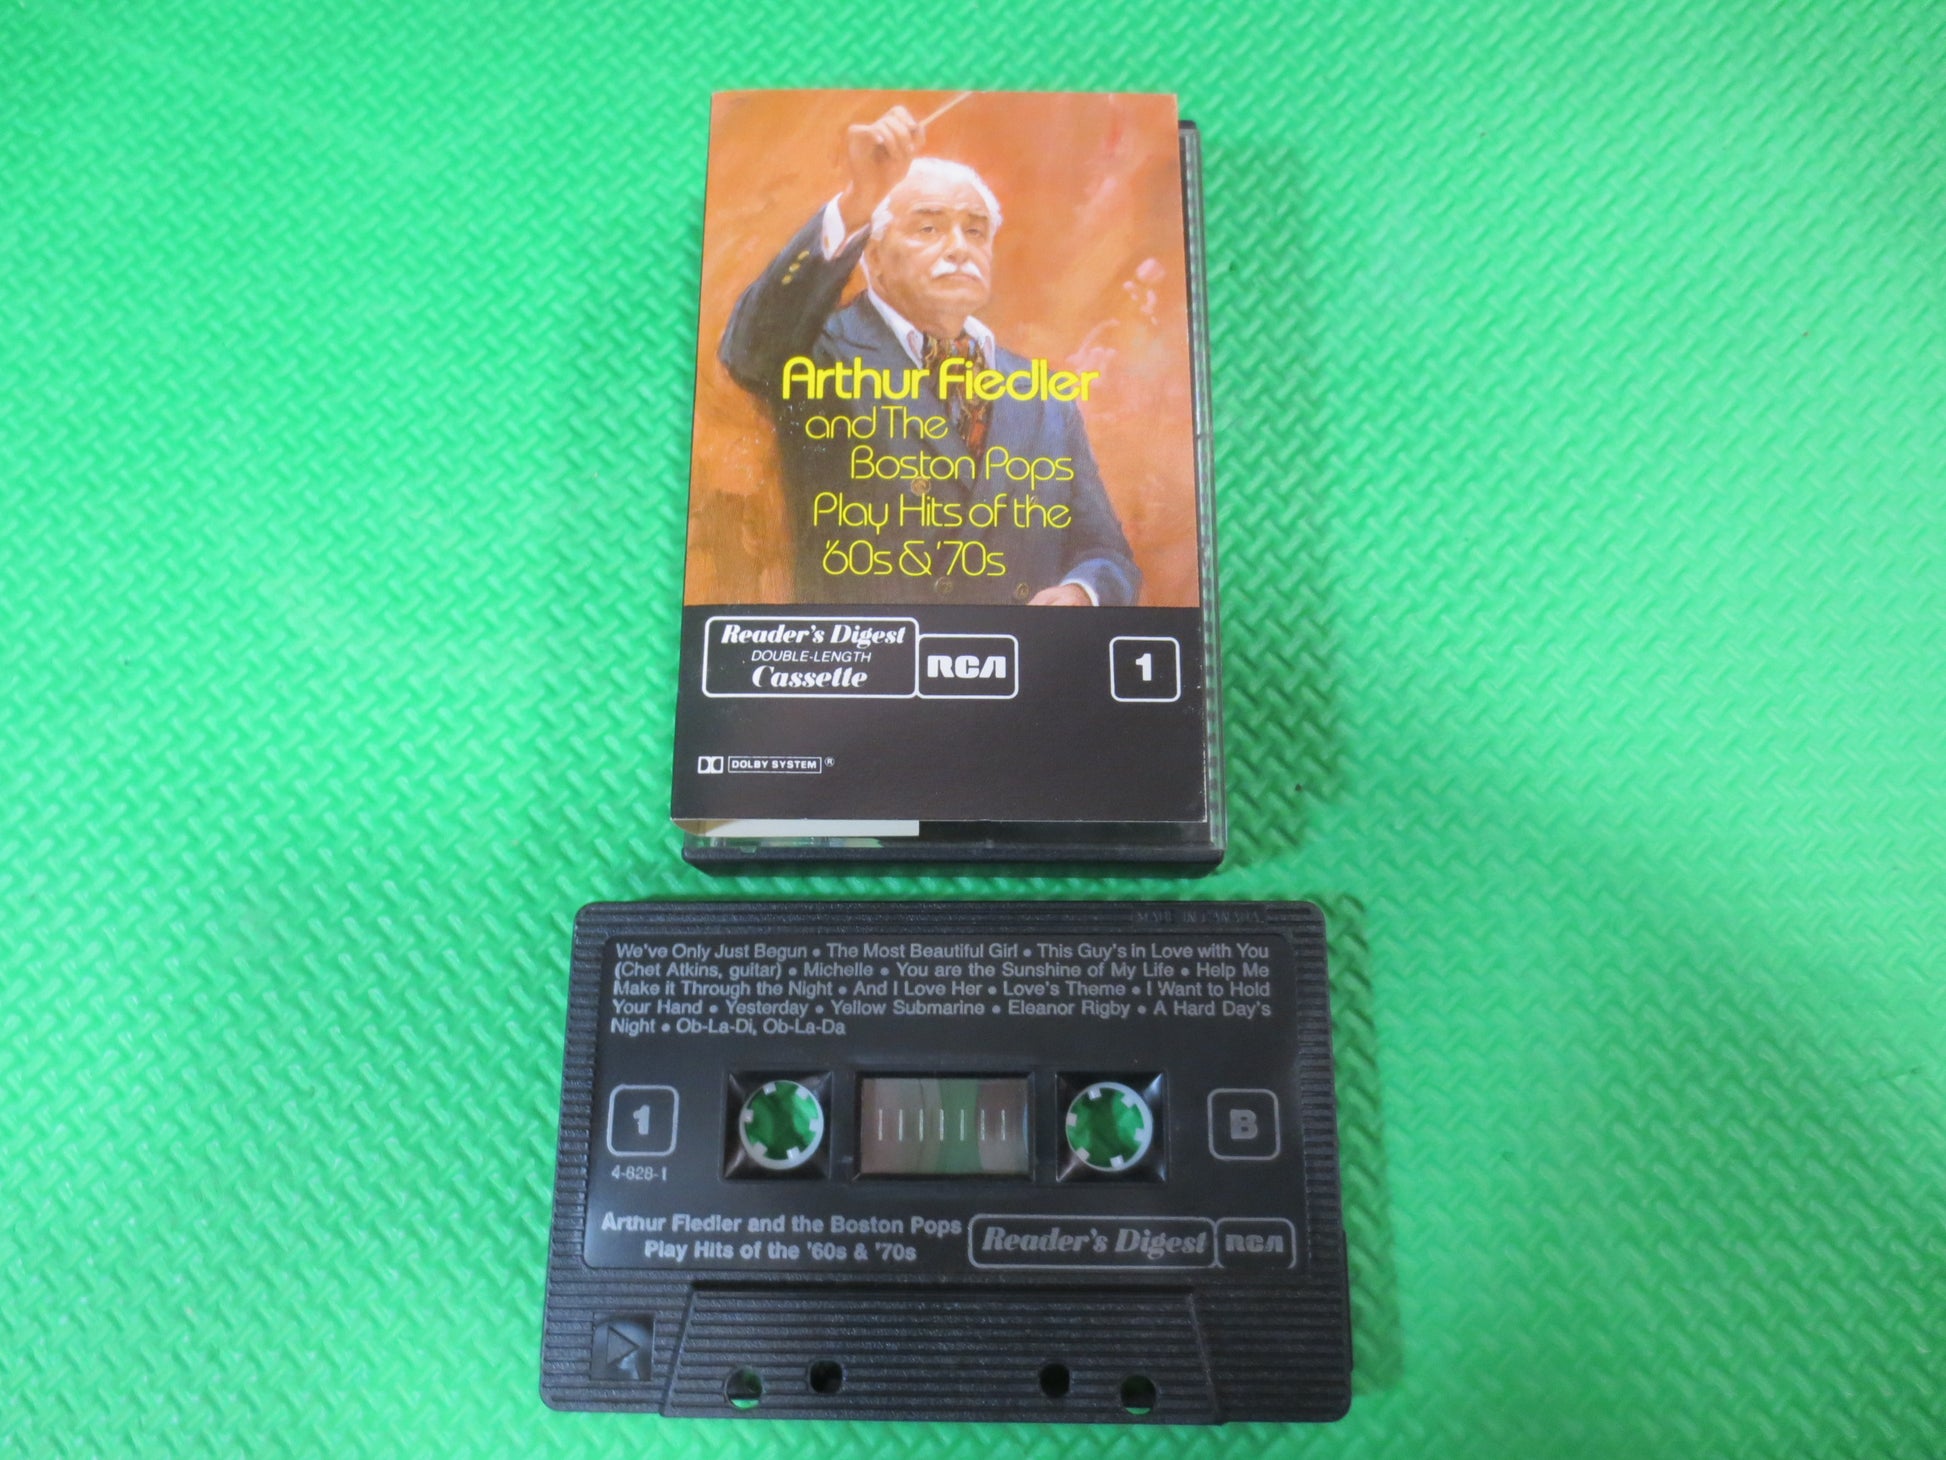 Arthur Fiedler
and The
Boston Pops
Play Hits of the
'60s & '70s
Reader's Digest
DOUBLE-LENGTH
Cassette
RCA
1
DOLBY SYSTEM ®
MADE IN CANADA
We've Only Just Begun • The Most Beautiful Girl • This Guy's in Love with You
(Chet Atkins, guitar) • Michelle • You are the Sunshine of My Life • Help Me
Make it Through the Night • And I Love Her • Love's Theme • I Want to Hold
Your Hand • Yesterday • Yellow Submarine • Eleanor Rigby • A Hard Day's
Night • Ob-La-Di, Ob-La-Da
1
B
4-628-1
Arthur Fiedler and the Boston Pops
Play Hits of the '60s & '70s
Reader's Digest
RCA